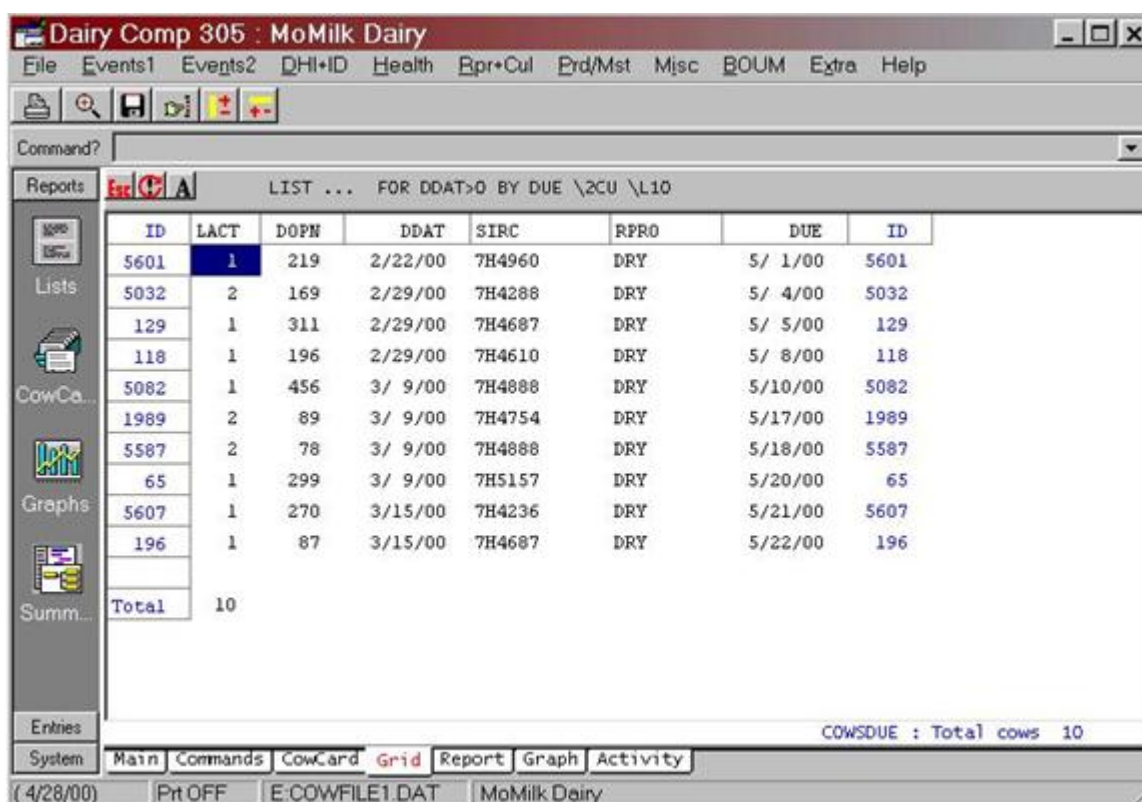 Dairy Comp 305 : MoMilk Dairy
File Events1 Events2 DHI+ID Health Rpr+Cul Prd/Mst Misc BOUM Extra Help
Command?
Reports Esc A LIST ... FOR DDAT>0 BY DUE \2CU \L10
ID LACT DOPN DDAT SIRC RPRO DUE ID
5601 1 219 2/22/00 7H4960 DRY 5/ 1/00 5601
5032 2 169 2/29/00 7H4288 DRY 5/ 4/00 5032
129 1 311 2/29/00 7H4687 DRY 5/ 5/00 129
118 1 196 2/29/00 7H4610 DRY 5/ 8/00 118
5082 1 456 3/ 9/00 7H4888 DRY 5/10/00 5082
1989 2 89 3/ 9/00 7H4754 DRY 5/17/00 1989
5587 2 78 3/ 9/00 7H4888 DRY 5/18/00 5587
65 1 299 3/ 9/00 7H5157 DRY 5/20/00 65
5607 1 270 3/15/00 7H4236 DRY 5/21/00 5607
196 1 87 3/15/00 7H4687 DRY 5/22/00 196
Total 10
Lists
CowCa...
Graphs
Summ...
Entries
System
COWSDUE : Total cows 10
Main Commands CowCard Grid Report Graph Activity
( 4/28/00) Prt OFF E:COWFILE1.DAT MoMilk Dairy